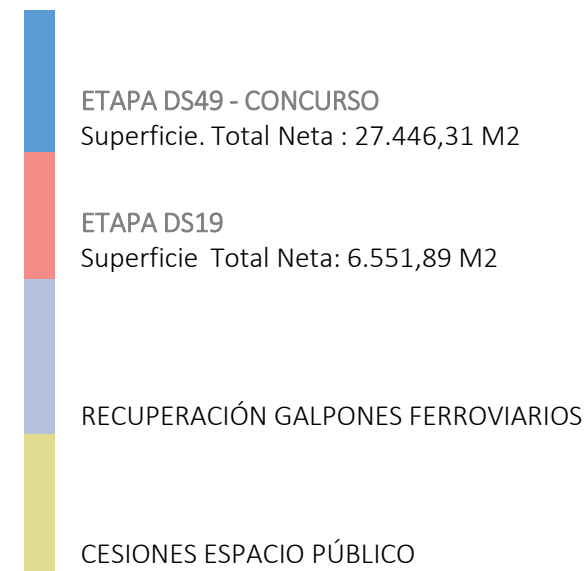 ETAPA DS49 - CONCURSO
Superficie. Total Neta : 27.446,31 M2
ETAPA DS19
Superficie Total Neta: 6.551,89 M2
RECUPERACIÓN GALPONES FERROVIARIOS
CESIONES ESPACIO PÚBLICO